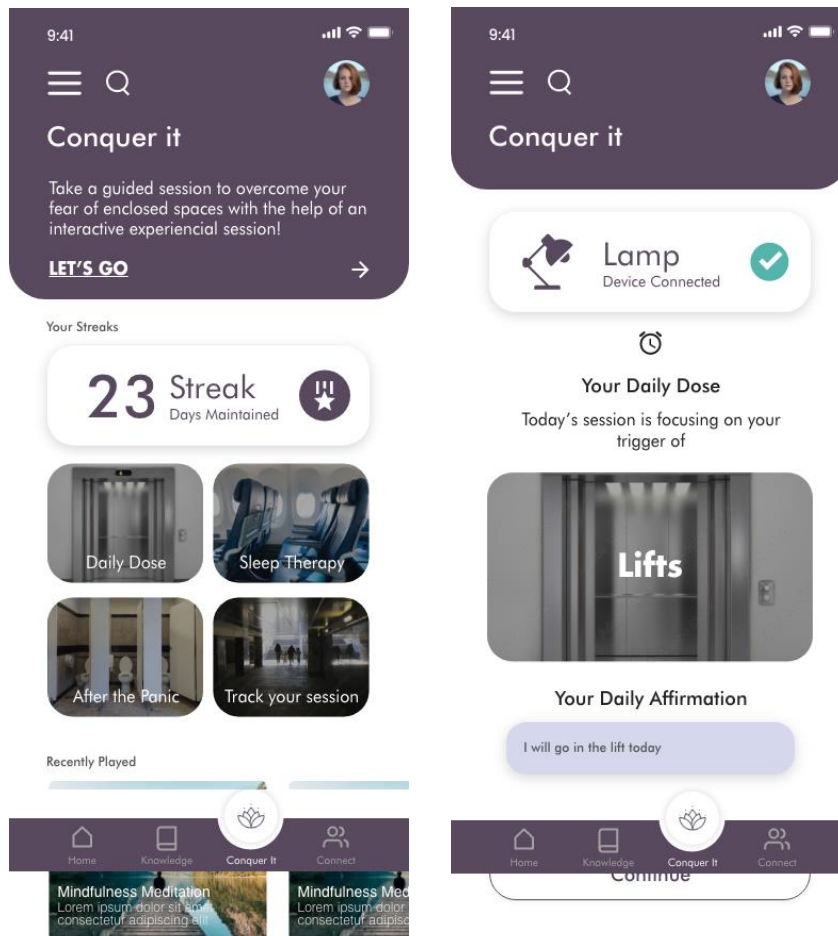 9:41
Conquer it
Take a guided session to overcome your
fear of enclosed spaces with the help of an
interactive experiencial session!
LET'S GO
Your Streaks
23 Streak
Days Maintained
Daily Dose
Sleep Therapy
After the Panic
Track your session
Recently Played
Home
Knowledge
Conquer It
Connect
Mindfulness Meditation
Lorem ipsum dolor sit amet
consectetur adipiscing elit
Mindfulness Med
Lorem ipsum dolor
consectetur adipisc
9:41
Conquer it
Lamp
Device Connected
Your Daily Dose
Today's session is focusing on your
trigger of
Lifts
Your Daily Affirmation
I will go in the lift today
Home
Knowledge
Conquer It
Connect
Continue